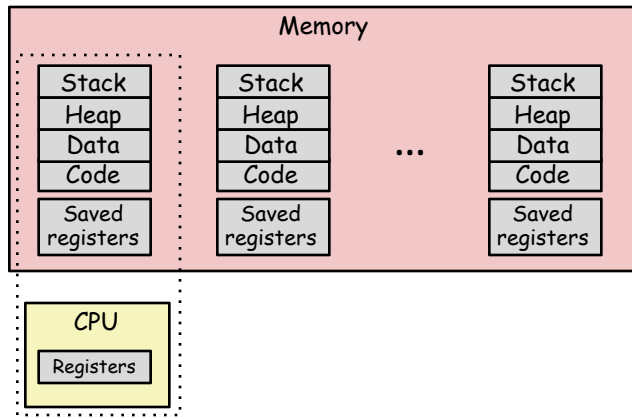 Memory
Stack
Heap
Data
Code
Saved
registers
Stack
Heap
Data
Code
Saved
registers
...
Stack
Heap
Data
Code
Saved
registers
CPU
Registers